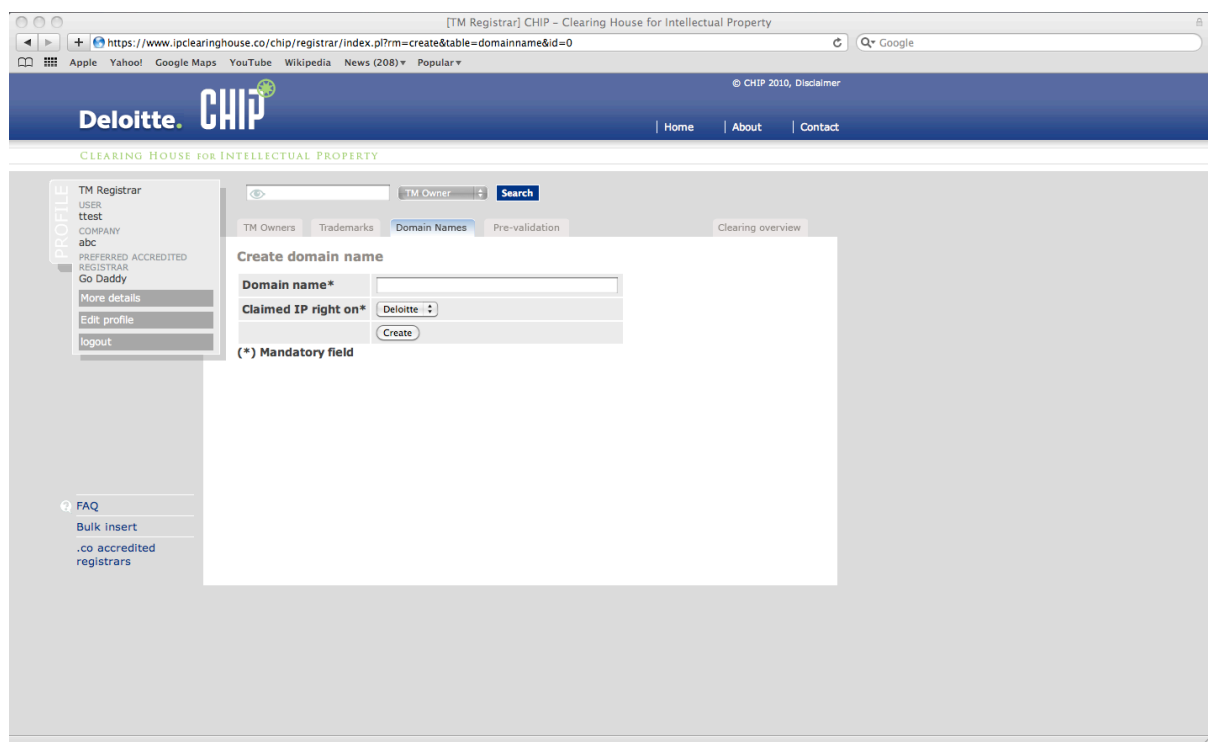 [TM Registrar] CHIP – Clearing House for Intellectual Property
https://www.ipclearinghouse.co/chip/registrar/index.pl?rm=create&table=domainname&id=0
Google
Apple Yahoo! Google Maps YouTube Wikipedia News (208) Popular
© CHIP 2010, Disclaimer
Deloitte. CHIP
Home About Contact
CLEARING HOUSE FOR INTELLECTUAL PROPERTY
PROFILE
TM Registrar
USER
ttest
COMPANY
abc
PREFERRED ACCREDITED
REGISTRAR
Go Daddy
More details
Edit profile
logout
TM Owner Search
TM Owners Trademarks Domain Names Pre-validation Clearing overview
Create domain name
Domain name*
Claimed IP right on* Deloitte
Create
(*) Mandatory field
? FAQ
Bulk insert
.co accredited
registrars